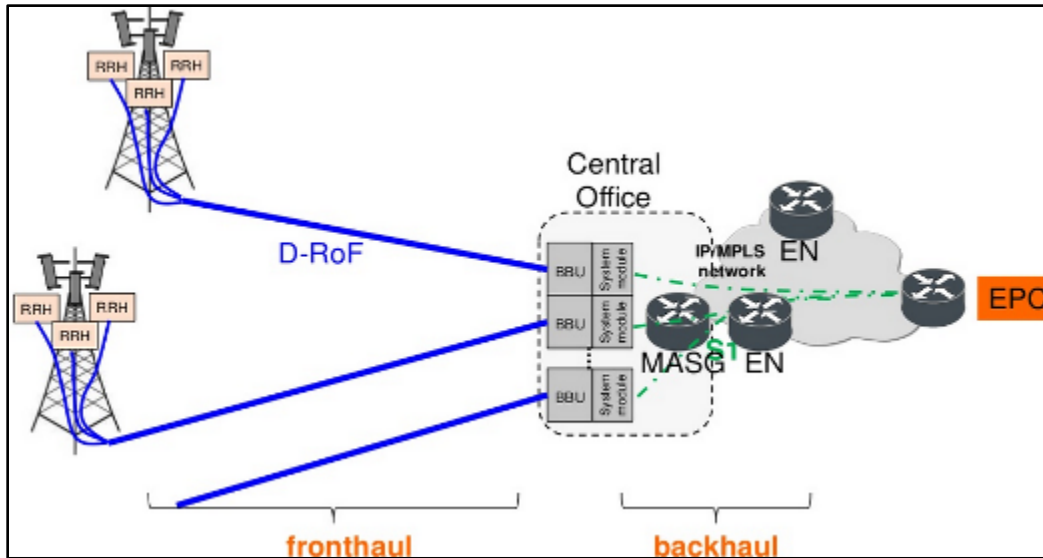 RRH
RRH
RRH
Central
Office
D-RoF
RRH
RRH
RRH
BBU
System
module
BBU
System
module
BBU
System
module
IP/MPLS
network
EN
MASG
S1
EN
EPC
fronthaul
backhaul